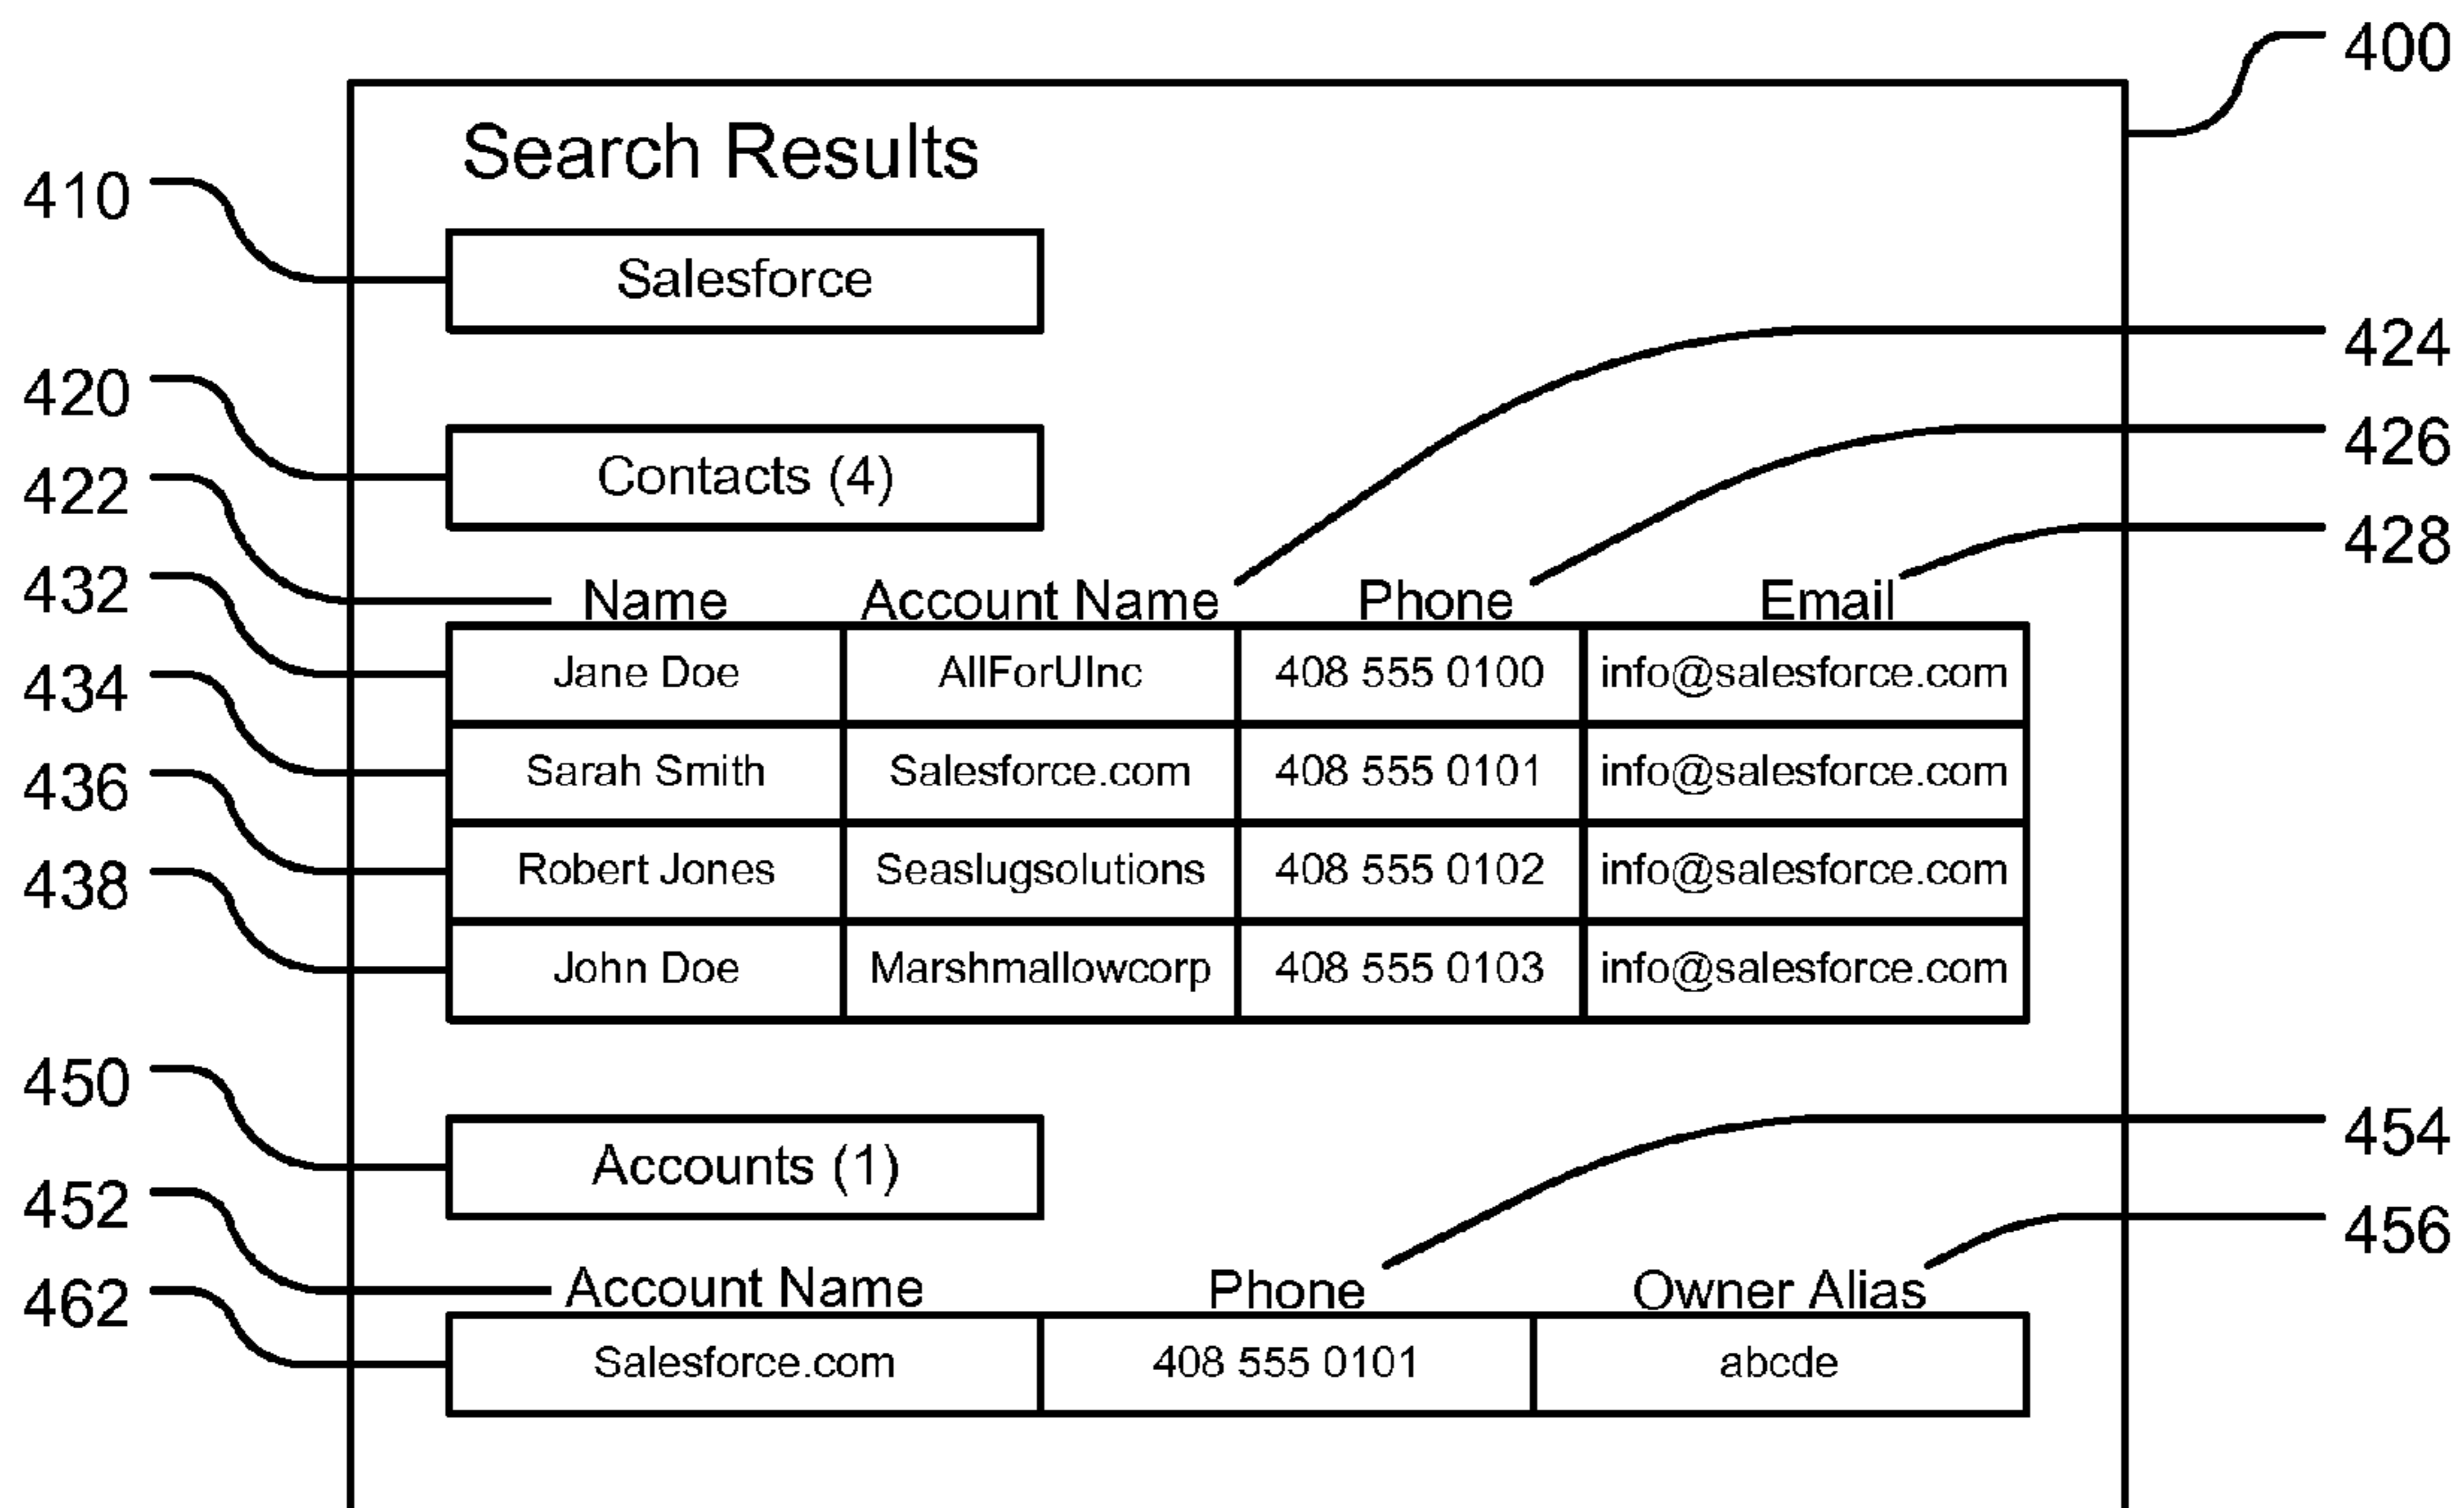 400
Search Results
410
Salesforce
424
420
426
Contacts (4)
422
428
432
Name Account Name Phone Email
434 Jane Doe AllForUInc 408 555 0100 info@salesforce.com
436 Sarah Smith Salesforce.com 408 555 0101 info@salesforce.com
438 Robert Jones Seaslugsolutions 408 555 0102 info@salesforce.com
John Doe Marshmallowcorp 408 555 0103 info@salesforce.com
450
454
Accounts (1)
452
456
462 Account Name Phone Owner Alias
Salesforce.com 408 555 0101 abcde